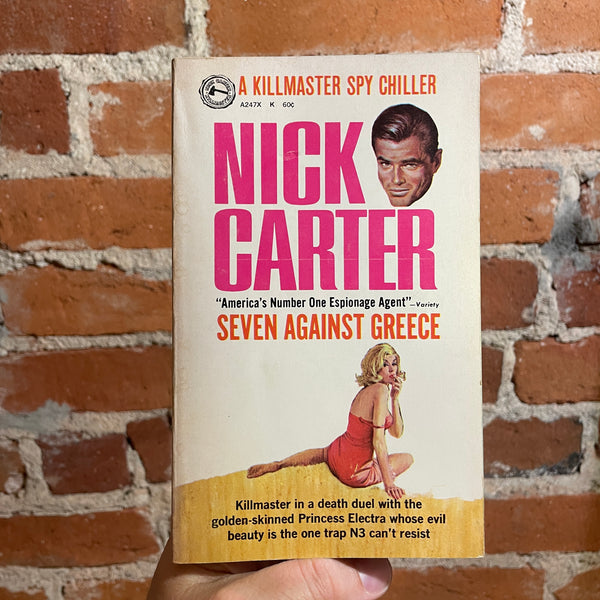 A KILLMASTER SPY CHILLER
A247X K 60¢
NICK
CARTER
"America's Number One Espionage Agent"—Variety
SEVEN AGAINST GREECE
Killmaster in a death duel with the
golden-skinned Princess Electra whose evil
beauty is the one trap N3 can't resist